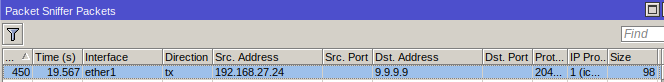 Packet Sniffer Packets
Find
... Time (s) Interface Direction Src. Address Src. Port Dst. Address Dst. Port Prot... IP Pro... Size
450 19.567 ether1 tx 192.168.27.24 9.9.9.9 204... 1 (ic... 98